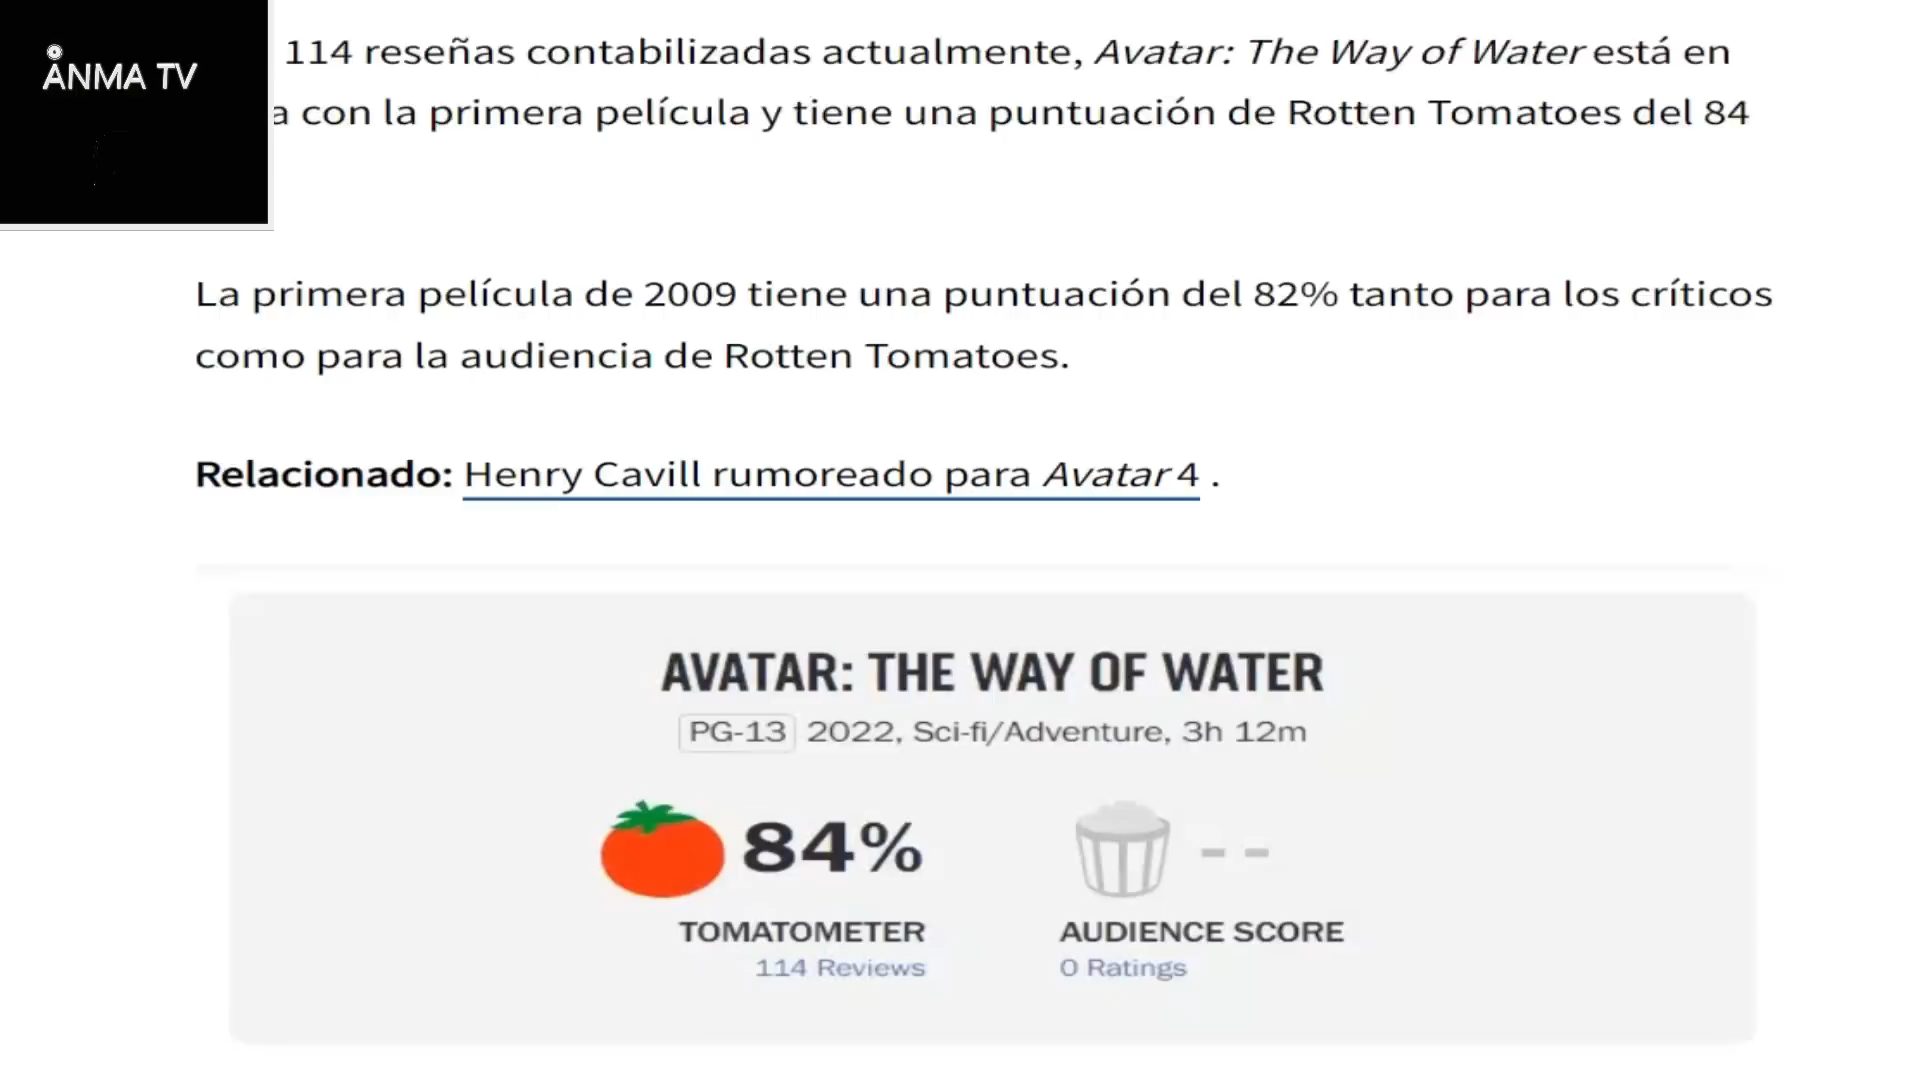 ÅNMA TV
114 reseñas contabilizadas actualmente, Avatar: The Way of Water está en
a con la primera película y tiene una puntuación de Rotten Tomatoes del 84
La primera película de 2009 tiene una puntuación del 82% tanto para los críticos
como para la audiencia de Rotten Tomatoes.
Relacionado: Henry Cavill rumoreado para Avatar 4 .
AVATAR: THE WAY OF WATER
PG-13 2022, Sci-fi/Adventure, 3h 12m
84% - -
TOMATOMETER AUDIENCE SCORE
114 Reviews 0 Ratings